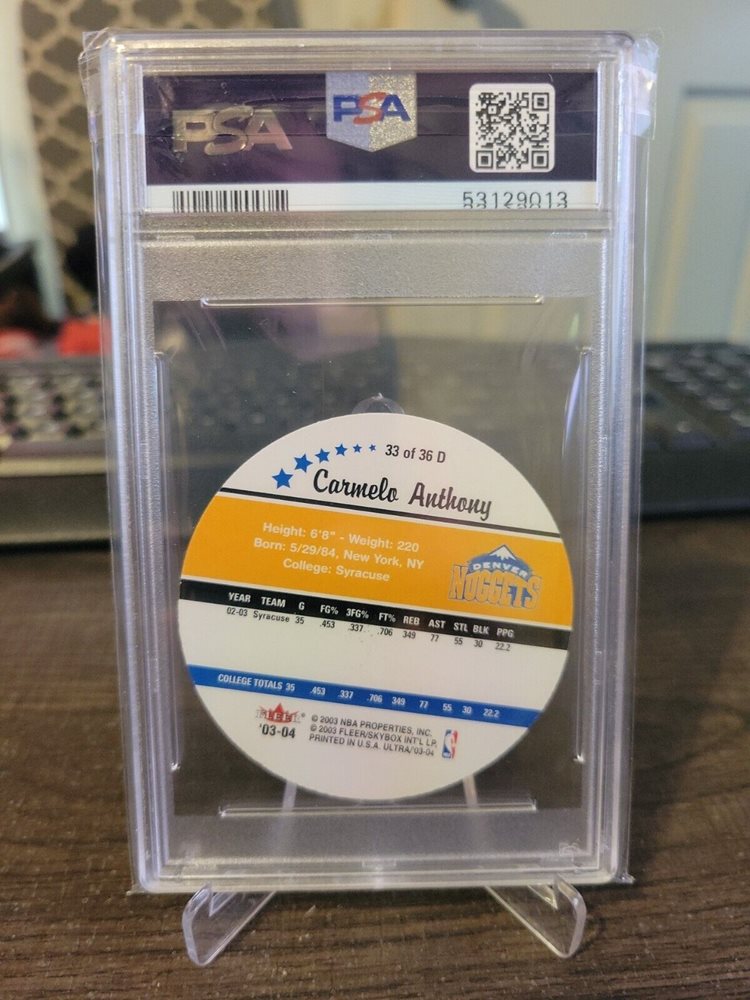 PSA PSA
53129013
33 of 36 D
Carmelo Anthony
Height: 6'8" - Weight: 220
Born: 5/29/84, New York, NY
College: Syracuse
DENVER
NUGGETS
YEAR TEAM G FG% 3FG% FT% REB AST STL BLK PPG
02-03 Syracuse 35 .453 .337 .706 349 77 55 30 22.2
COLLEGE TOTALS 35 .453 .337 .706 349 77 55 30 22.2
FLEER
'03-04
© 2003 NBA PROPERTIES, INC.
© 2003 FLEER/SKYBOX INT'L LP.
PRINTED IN U.S.A. ULTRA/'03-04